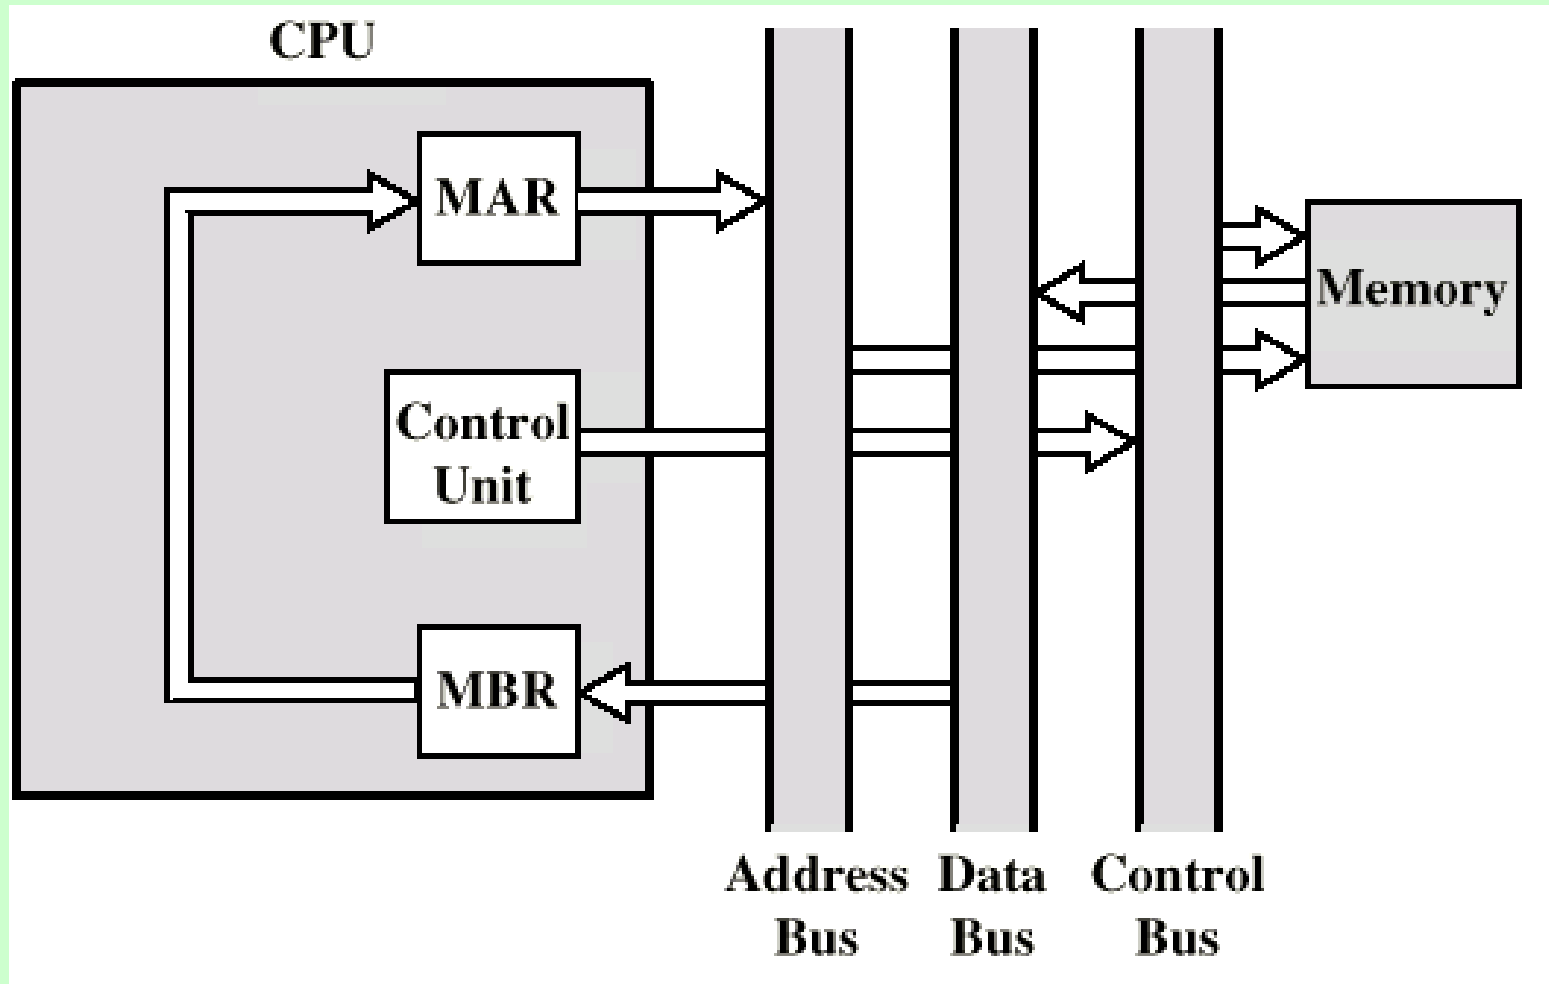 CPU
MAR
Memory
Control
Unit
MBR
Address
Bus
Data
Bus
Control
Bus